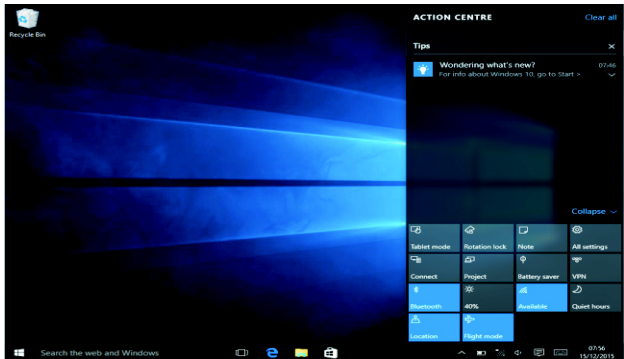 Recycle Bin
ACTION CENTRE Clear all
Tips
Wondering what's new? 07:46
For info about Windows 10, go to Start >
Collapse
Tablet mode Rotation lock Note All settings
Connect Project Battery saver VPN
Bluetooth 40% Available Quiet hours
Location Flight mode
Search the web and Windows
07:56
15/12/2015